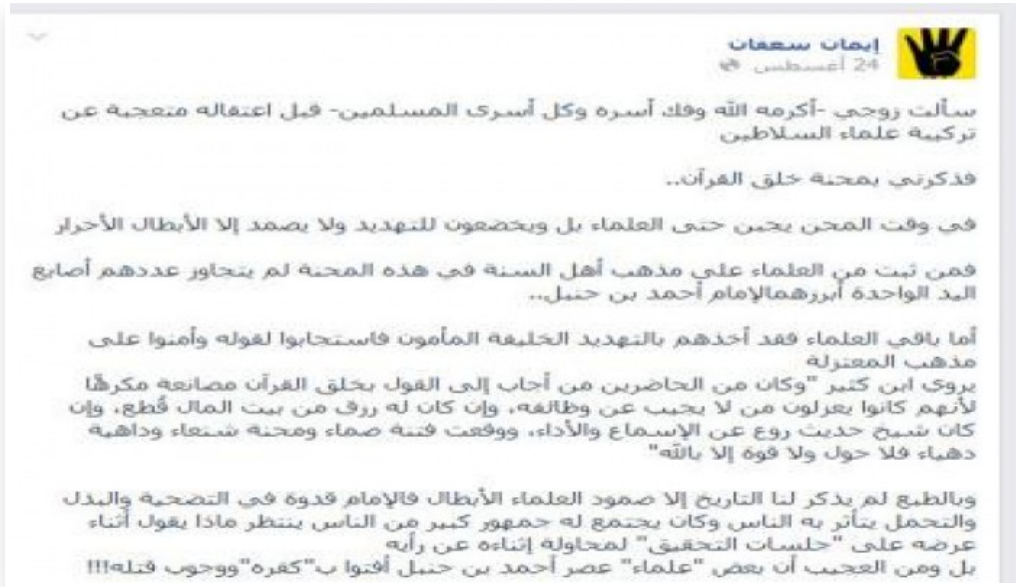 إيمان سعفان
24 أغسطس
سألت زوجي -أكرمه الله وفك أسره وكل أسرى المسلمين- قبل اعتقاله متعجبة عن
تركيبة علماء السلاطين
فذكرني بمحنة خلق القرآن..
في وقت المحن يجبن حتى العلماء بل ويخضعون للتهديد ولا يصمد إلا الأبطال الأحرار
فمن ثبت من العلماء على مذهب أهل السنة في هذه المحنة لم يتجاور عددهم أصابع
اليد الواحدة أبررهمالإمام أحمد بن حنبل..
أما باقي العلماء فقد أخذهم بالتهديد الخليفة المأمون فاستجابوا لقوله وأمنوا على
مذهب المعتزلة
يروي ابن كثير "وكان من الحاضرين من أجاب إلى القول بخلق القرآن مصانعة مكرهًا
لأنهم كانوا يعزلون من لا يجيب عن وظائفه، وإن كان له رزق من بيت المال قُطع، وإن
كان شيخ حديث روع عن الإسماع والأداء، ووقعت فتنة صماء ومحنة شنعاء وداهية
دهياء فلا حول ولا قوة إلا بالله"
وبالطبع لم يذكر لنا التاريخ إلا صمود العلماء الأبطال فالإمام قدوة في التضحية والبذل
والتحمل يتأثر به الناس وكان يجتمع له جمهور كبير من الناس ينتظر ماذا يقول أثناء
عرضه على "جلسات التحقيق" لمحاولة إثناءه عن رأيه
بل ومن العجيب أن بعض "علماء" عصر أحمد بن حنبل أفتوا ب"كفره"ووجوب قتله!!!